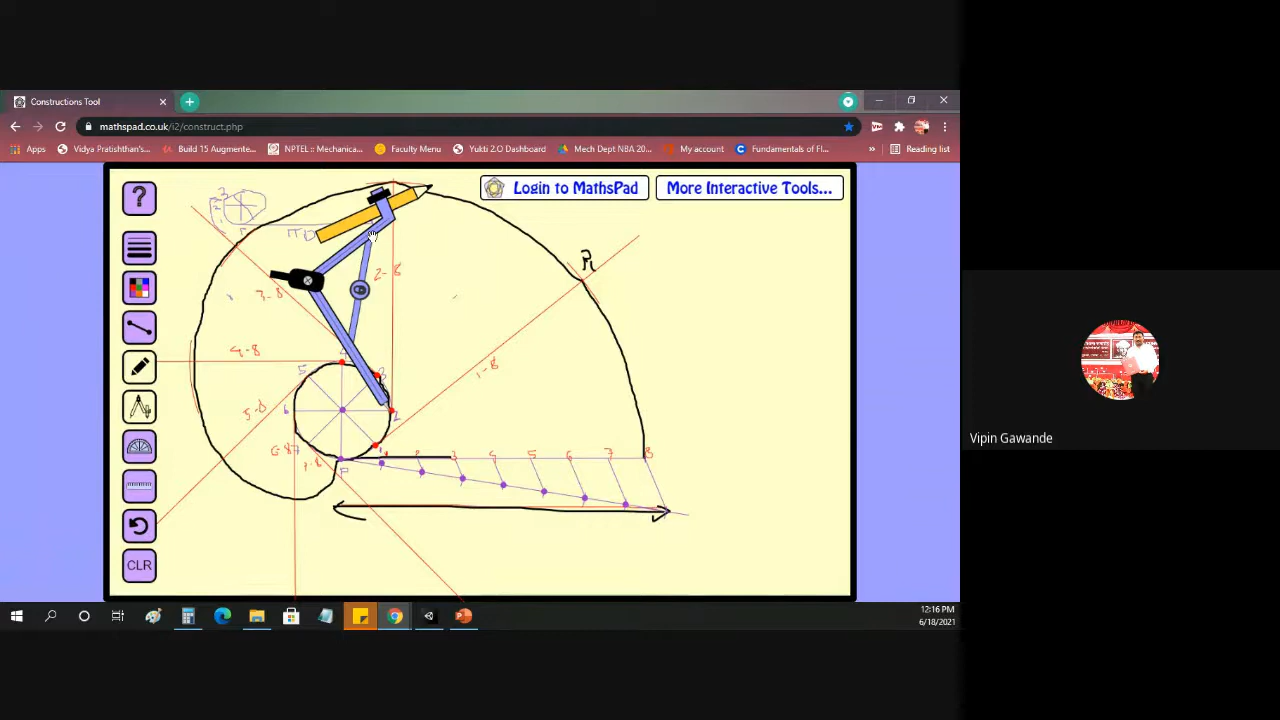 Constructions Tool
mathspad.co.uk/i2/construct.php
Apps
Vidya Pratishthan's...
Build 15 Augmente...
NPTEL :: Mechanica...
Faculty Menu
Yukti 2.O Dashboard
Mech Dept NBA 20...
My account
Fundamentals of Fl...
»
Reading list
?
Login to MathsPad
More Interactive Tools...
P1
2-8
3-8
4-8
1-8
5-8
5
6
P
2 3 4 5 6 7 8
CLR
Vipin Gawande
12:16 PM
6/18/2021